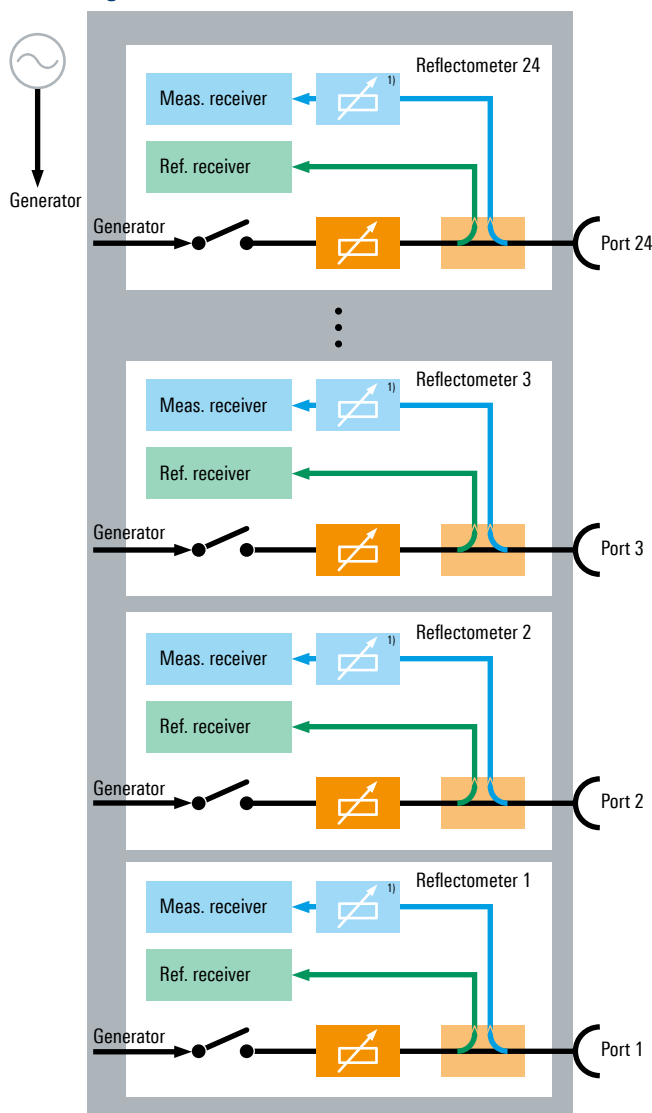 Generator
Reflectometer 24
Meas. receiver
1)
Ref. receiver
Generator
Port 24
Reflectometer 3
Meas. receiver
1)
Ref. receiver
Generator
Port 3
Reflectometer 2
Meas. receiver
1)
Ref. receiver
Generator
Port 2
Reflectometer 1
Meas. receiver
1)
Ref. receiver
Generator
Port 1